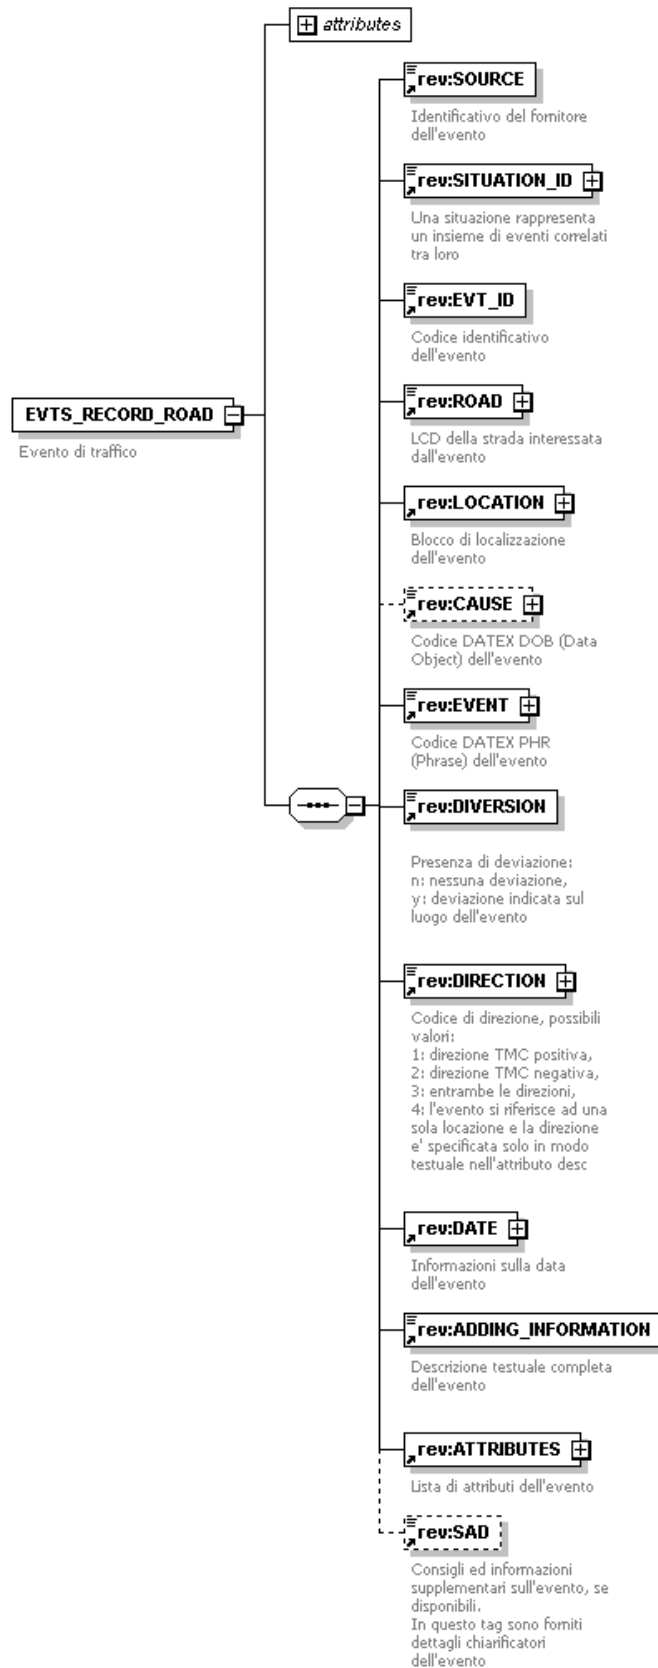 attributes
rev:SOURCE
Identificativo del fornitore
dell'evento
rev:SITUATION_ID
Una situazione rappresenta
un insieme di eventi correlati
tra loro
rev:EVT_ID
Codice identificativo
dell'evento
EVTS_RECORD_ROAD
Evento di traffico
rev:ROAD
LCD della strada interessata
dall'evento
rev:LOCATION
Blocco di localizzazione
dell'evento
rev:CAUSE
Codice DATEX DOB (Data
Object) dell'evento
rev:EVENT
Codice DATEX PHR
(Phrase) dell'evento
rev:DIVERSION
Presenza di deviazione:
n: nessuna deviazione,
y: deviazione indicata sul
luogo dell'evento
rev:DIRECTION
Codice di direzione, possibili
valori:
1: direzione TMC positiva,
2: direzione TMC negativa,
3: entrambe le direzioni,
4: l'evento si riferisce ad una
sola locazione e la direzione
e' specificata solo in modo
testuale nell'attributo desc
rev:DATE
Informazioni sulla data
dell'evento
rev:ADDING_INFORMATION
Descrizione testuale completa
dell'evento
rev:ATTRIBUTES
Lista di attributi dell'evento
rev:SAD
Consigli ed informazioni
supplementari sull'evento, se
disponibili.
In questo tag sono forniti
dettagli chiarificatori
dell'evento